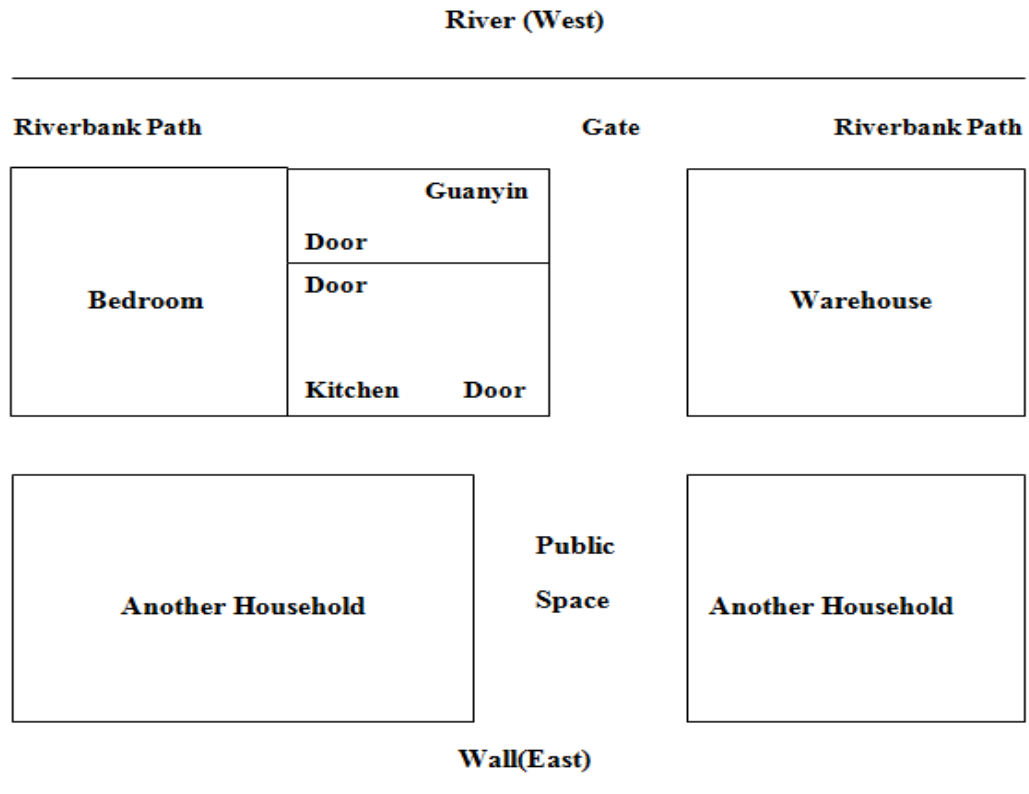 River (West)
Riverbank Path
Gate
Riverbank Path
Guanyin
Door
Door
Bedroom
Warehouse
Kitchen
Door
Public
Space
Another Household
Another Household
Wall(East)